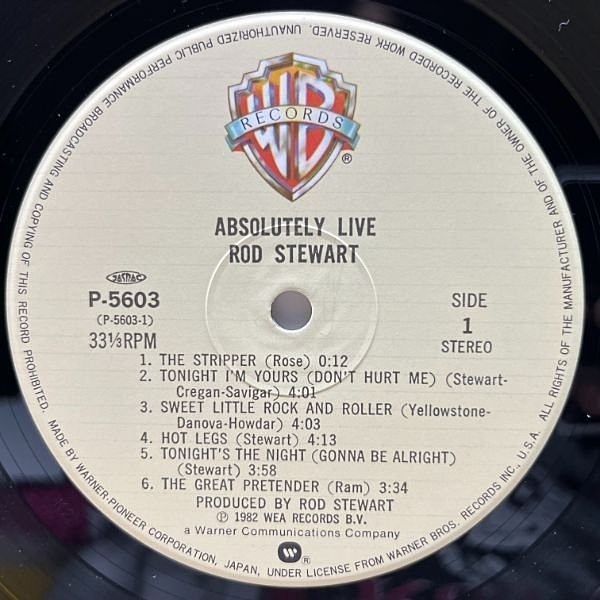 WB
RECORDS
®
ABSOLUTELY LIVE
ROD STEWART
JASRAC
P-5603
(P-5603-1)
33⅓RPM
SIDE
1
STEREO
1. THE STRIPPER (Rose) 0:12
2. TONIGHT I'M YOURS (DON'T HURT ME) (Stewart-
Cregan-Savigar) 4:01
3. SWEET LITTLE ROCK AND ROLLER (Yellowstone-
Danova-Howdar) 4:03
4. HOT LEGS (Stewart) 4:13
5. TONIGHT'S THE NIGHT (GONNA BE ALRIGHT)
(Stewart) 3:58
6. THE GREAT PRETENDER (Ram) 3:34
PRODUCED BY ROD STEWART
℗ 1982 WEA RECORDS B.V.
a Warner Communications Company
®
ALL RIGHTS OF THE MANUFACTURER AND OF THE OWNER OF THE RECORDED WORK RESERVED. UNAUTHORIZED PUBLIC PERFORMANCE BROADCASTING AND COPYING OF THIS RECORD PROHIBITED. MADE BY WARNER-PIONEER CORPORATION, JAPAN, UNDER LICENSE FROM WARNER BROS. RECORDS INC., U.S.A.